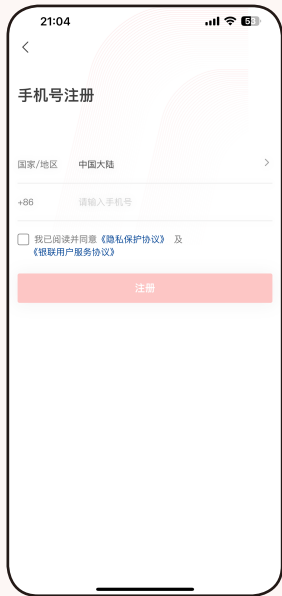 21:04
53
手机号注册
国家/地区 中国大陆
+86 请输入手机号
我已阅读并同意《隐私保护协议》 及
《银联用户服务协议》
注册